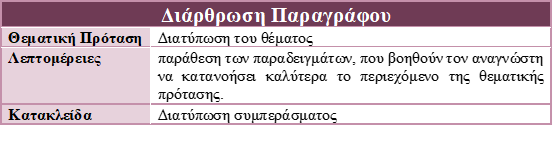 Διάρθρωση Παραγράφου
Θεματική Πρόταση Διατύπωση του θέματος
Λεπτομέρειες παράθεση των παραδειγμάτων, που βοηθούν τον αναγνώστη
να κατανοήσει καλύτερα το περιεχόμενο της θεματικής
πρότασης.
Κατακλείδα Διατύπωση συμπεράσματος